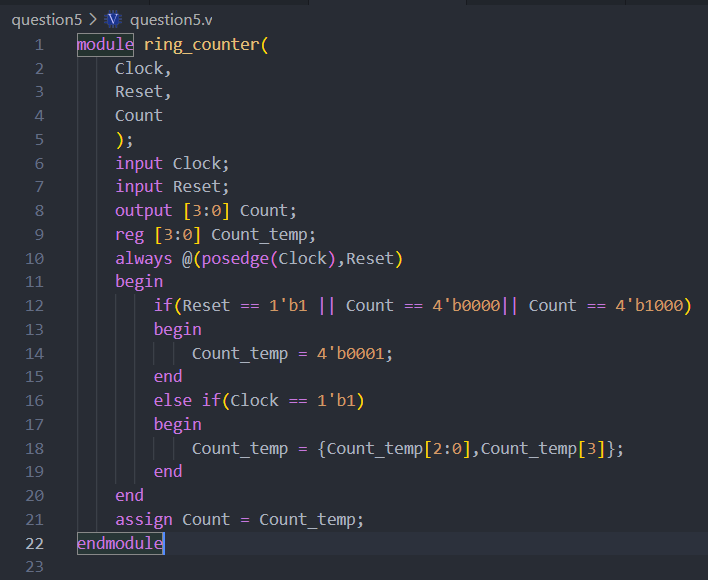 question5 > V question5.v
1 module ring_counter(
2 Clock,
3 Reset,
4 Count
5 );
6 input Clock;
7 input Reset;
8 output [3:0] Count;
9 reg [3:0] Count_temp;
10 always @(posedge(Clock),Reset)
11 begin
12 if(Reset == 1'b1 || Count == 4'b0000|| Count == 4'b1000)
13 begin
14 Count_temp = 4'b0001;
15 end
16 else if(Clock == 1'b1)
17 begin
18 Count_temp = {Count_temp[2:0],Count_temp[3]};
19 end
20 end
21 assign Count = Count_temp;
22 endmodule
23